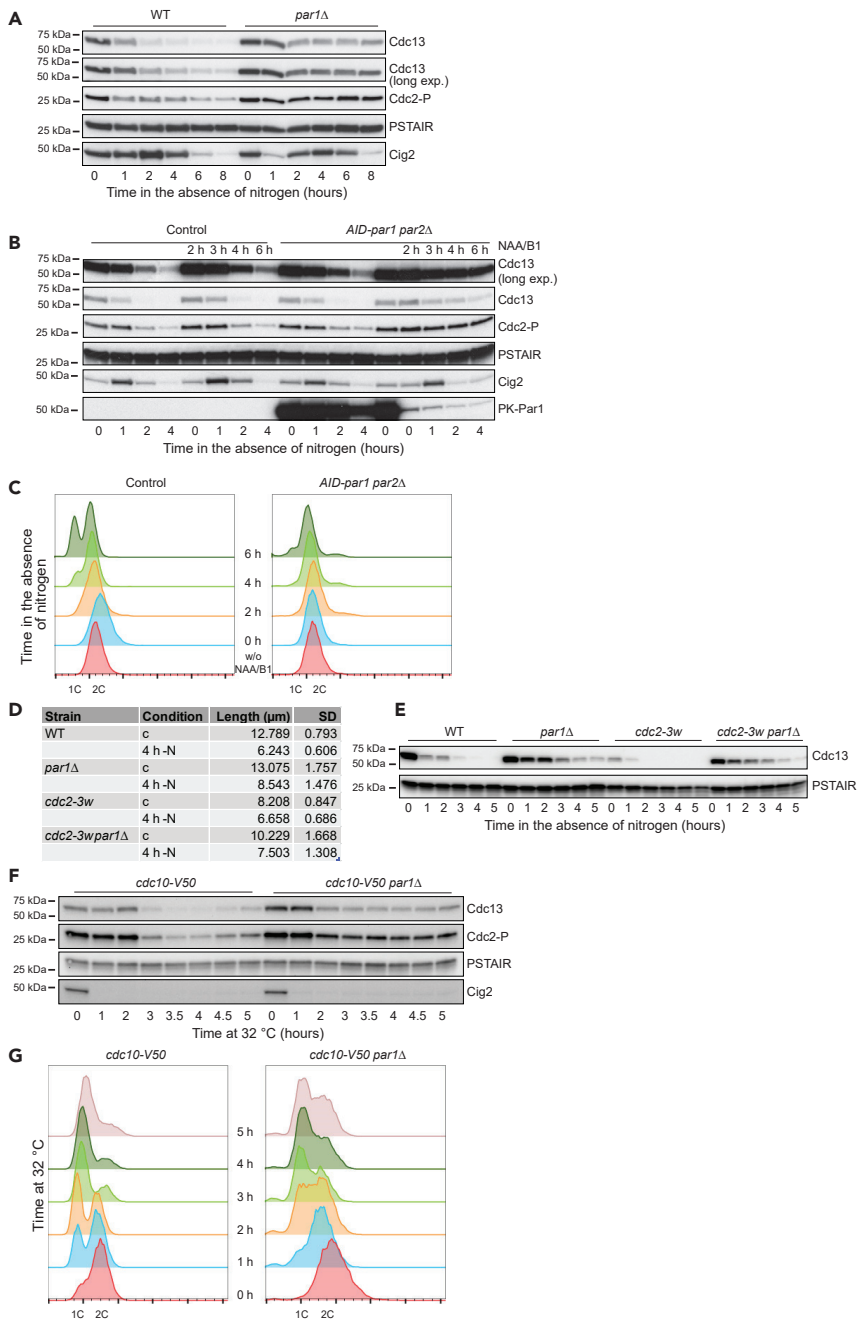 A
WT par1Δ
75 kDa
50 kDa
Cdc13
75 kDa
50 kDa
Cdc13
(long exp.)
25 kDa
Cdc2-P
25 kDa
PSTAIR
50 kDa
Cig2
0 1 2 4 6 8 0 1 2 4 6 8
Time in the absence of nitrogen (hours)
B
Control AID-par1 par2Δ
2 h 3 h 4 h 6 h 2 h 3 h 4 h 6 h NAA/B1
75 kDa
50 kDa
Cdc13
(long exp.)
75 kDa
50 kDa
Cdc13
25 kDa
Cdc2-P
25 kDa
PSTAIR
50 kDa
Cig2
50 kDa
PK-Par1
0 1 2 4 0 1 2 4 0 1 2 4 0 0 1 2 4
Time in the absence of nitrogen (hours)
C
Control AID-par1 par2Δ
Time in the absence
of nitrogen
6 h
4 h
2 h
0 h
w/o
NAA/B1
1C 2C 1C 2C
D
Strain Condition Length (µm) SD
WT c 12.789 0.793
4 h -N 6.243 0.606
par1Δ c 13.075 1.757
4 h -N 8.543 1.476
cdc2-3w c 8.208 0.847
4 h -N 6.658 0.686
cdc2-3wpar1Δ c 10.229 1.668
4 h -N 7.503 1.308
E
WT par1Δ cdc2-3w cdc2-3w par1Δ
75 kDa
50 kDa
Cdc13
25 kDa
PSTAIR
0 1 2 3 4 5 0 1 2 3 4 5 0 1 2 3 4 5 0 1 2 3 4 5
Time in the absence of nitrogen (hours)
F
cdc10-V50 cdc10-V50 par1Δ
75 kDa
50 kDa
Cdc13
25 kDa
Cdc2-P
25 kDa
PSTAIR
50 kDa
Cig2
0 1 2 3 3.5 4 4.5 5 0 1 2 3 3.5 4 4.5 5
Time at 32 °C (hours)
G
cdc10-V50 cdc10-V50 par1Δ
Time at 32 °C
5 h
4 h
3 h
2 h
1 h
0 h
1C 2C 1C 2C